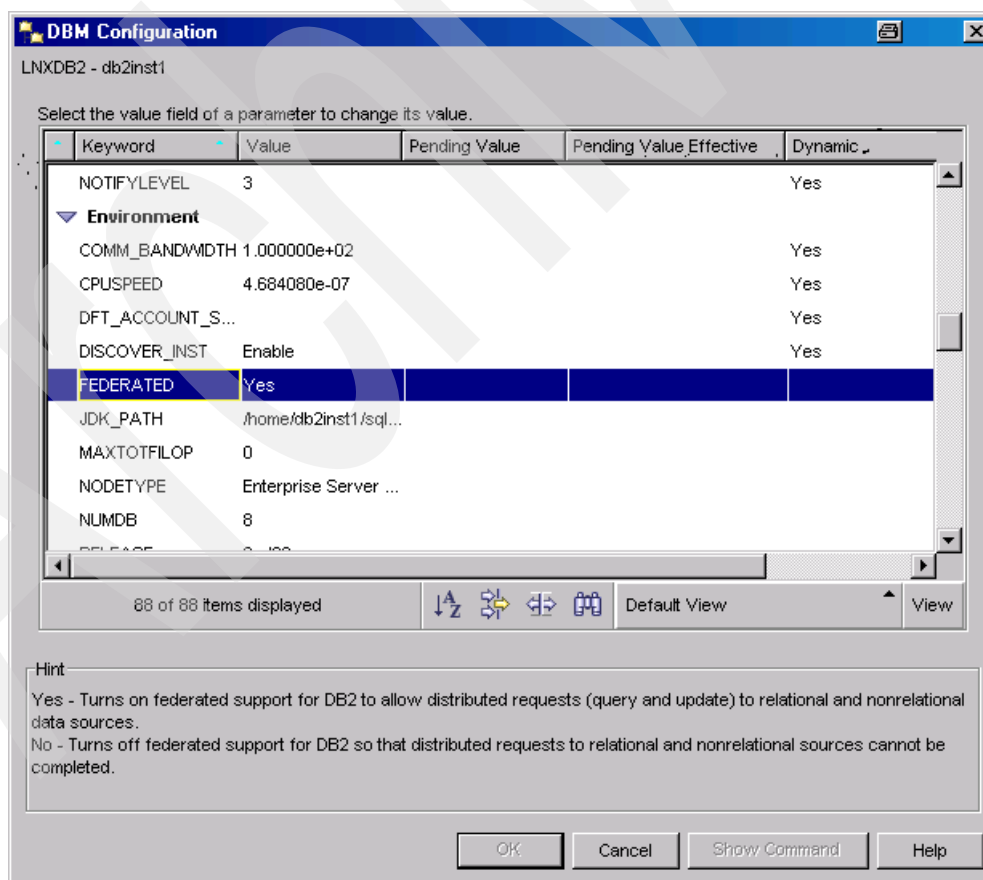 DBM Configuration
LNXDB2 - db2inst1
Select the value field of a parameter to change its value.
Keyword Value Pending Value Pending Value Effective Dynamic
NOTIFYLEVEL 3 Yes
Environment
COMM_BANDWIDTH 1.000000e+02 Yes
CPUSPEED 4.684080e-07 Yes
DFT_ACCOUNT_S... Yes
DISCOVER_INST Enable Yes
FEDERATED Yes
JDK_PATH /home/db2inst1/sql...
MAXTOTFILOP 0
NODETYPE Enterprise Server ...
NUMDB 8
88 of 88 items displayed Default View View
Hint
Yes - Turns on federated support for DB2 to allow distributed requests (query and update) to relational and nonrelational
data sources.
No - Turns off federated support for DB2 so that distributed requests to relational and nonrelational sources cannot be
completed.
OK Cancel Show Command Help